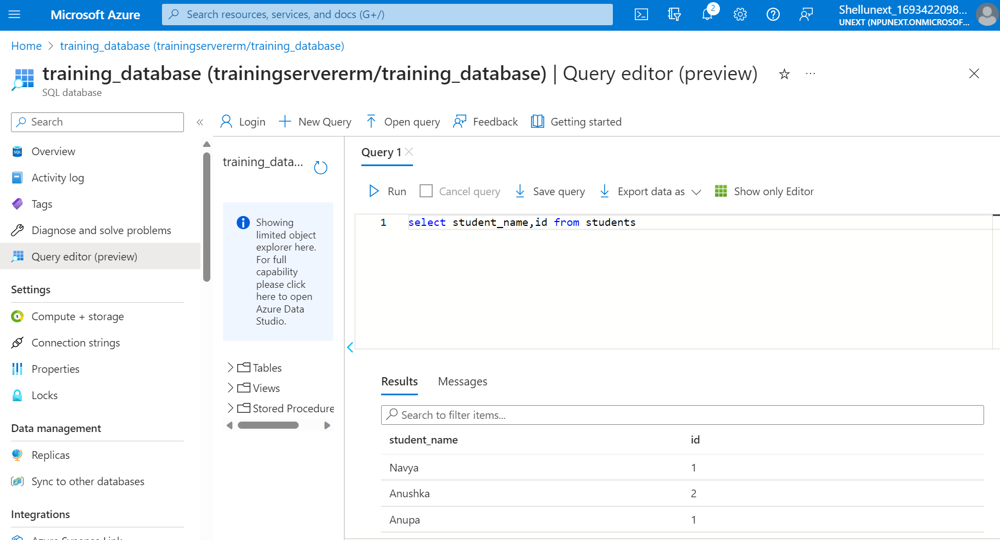 Microsoft Azure
Search resources, services, and docs (G+/)
2
Shellunext_1693422098...
UNEXT (NPUNEXT.ONMICROSOF...
Home > training_database (trainingservererm/training_database)
training_database (trainingservererm/training_database) | Query editor (preview)
SQL database
Search
Login
New Query
Open query
Feedback
Getting started
Overview
Activity log
Tags
Diagnose and solve problems
Query editor (preview)
Settings
Compute + storage
Connection strings
Properties
Locks
Data management
Replicas
Sync to other databases
Integrations
Azure Synapse Link
training_data...
Showing
limited object
explorer here.
For full
capability
please click
here to open
Azure Data
Studio.
Tables
Views
Stored Procedure
Query 1
Run
Cancel query
Save query
Export data as
Show only Editor
1 select student_name,id from students
Results
Messages
Search to filter items...
student_name id
Navya 1
Anushka 2
Anupa 1